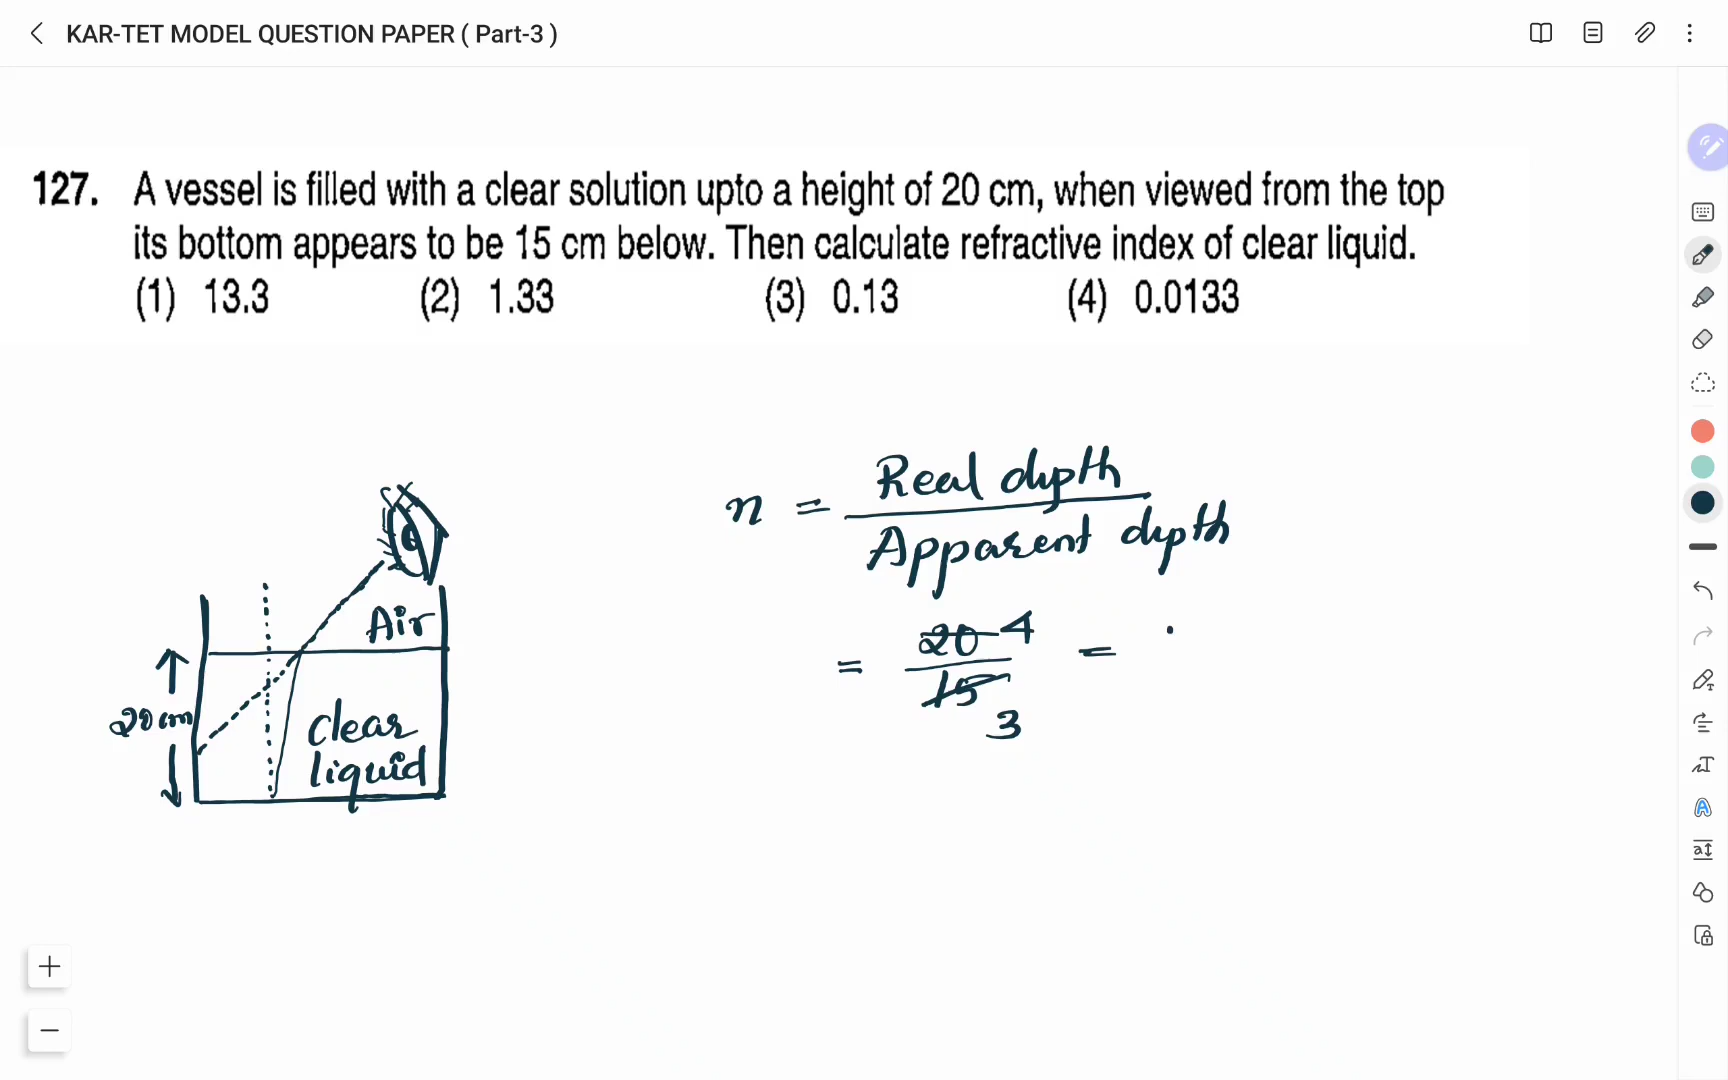 KAR-TET MODEL QUESTION PAPER ( Part-3 )
127. A vessel is filled with a clear solution upto a height of 20 cm, when viewed from the top
its bottom appears to be 15 cm below. Then calculate refractive index of clear liquid.
(1) 13.3 (2) 1.33 (3) 0.13 (4) 0.0133
n = Real depth
Apparent depth
Air
20 4
= =
15
3
20 cm
Clear
liquid